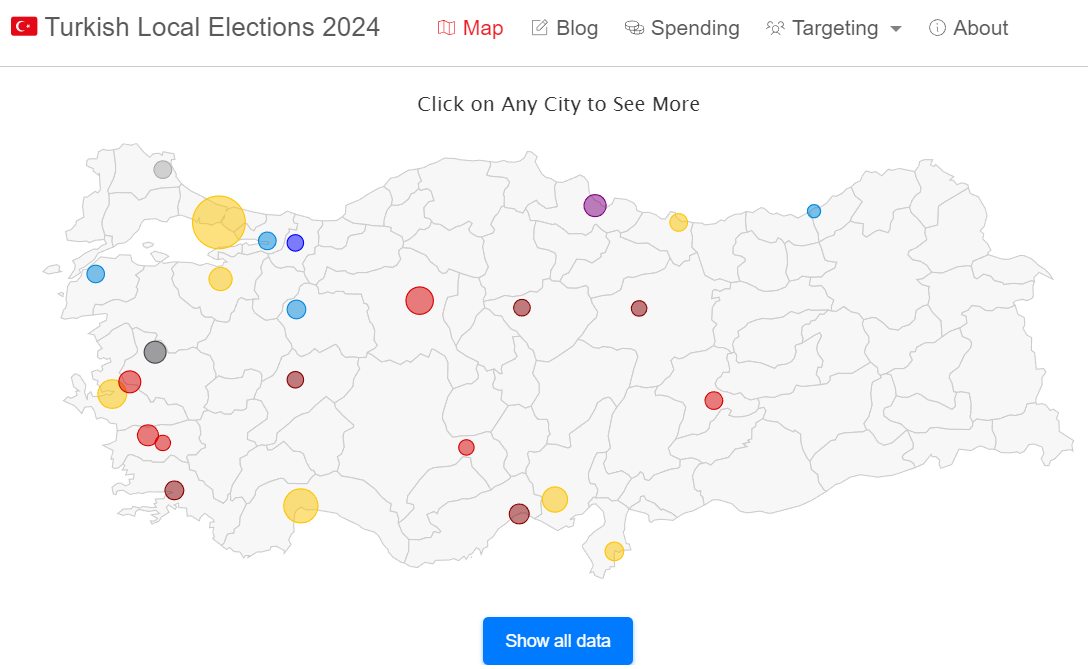 Turkish Local Elections 2024 Map Blog Spending Targeting About
Click on Any City to See More
Show all data